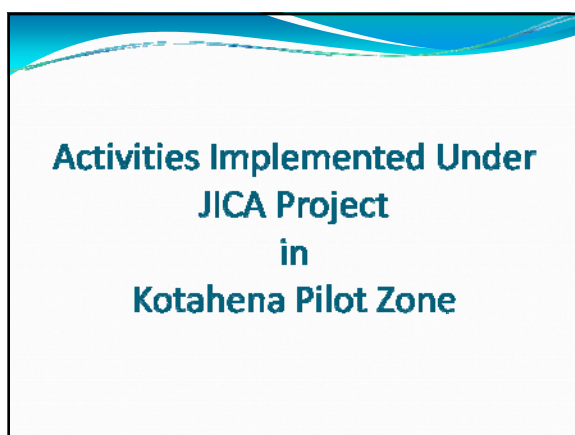 Activities Implemented Under
JICA Project
in
Kotahena Pilot Zone